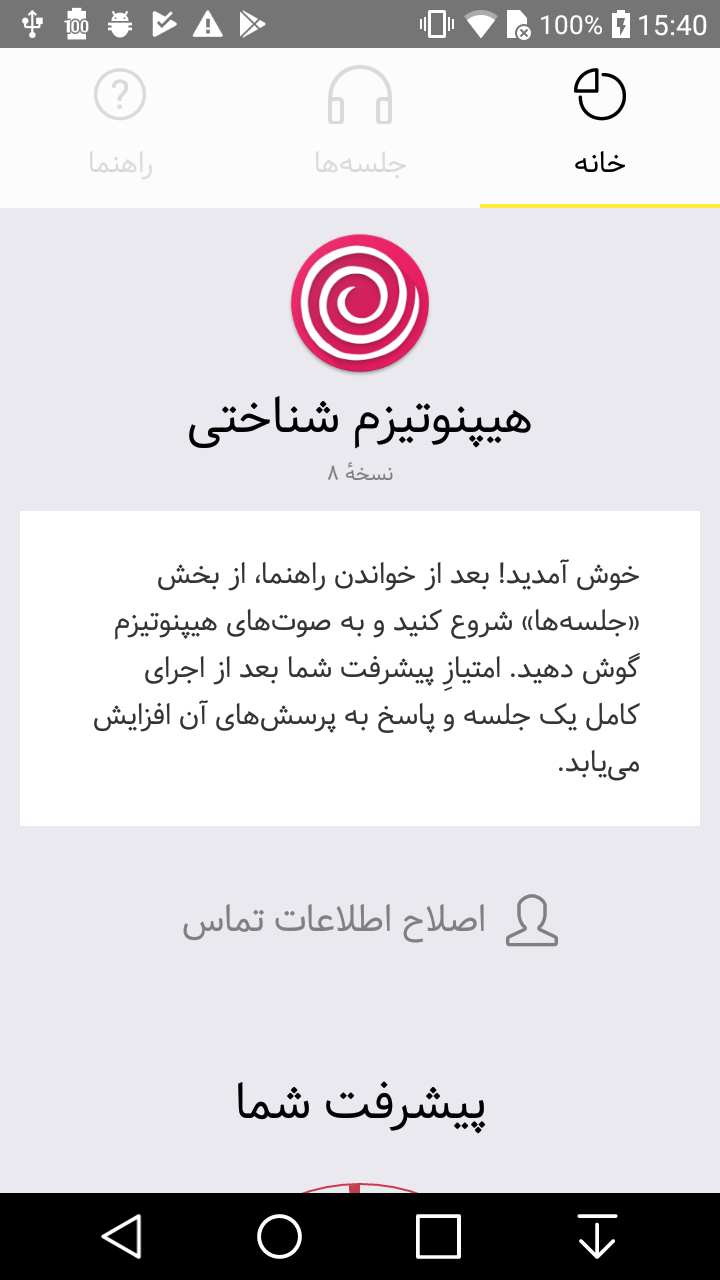 100
100%
15:40
خانه
جلسه‌ها
راهنما
?
هیپنوتیزم شناختی
نسخهٔ ۸
خوش آمدید! بعد از خواندن راهنما، از بخش
«جلسه‌ها» شروع کنید و به صوت‌های هیپنوتیزم
گوش دهید. امتیازِ پیشرفت شما بعد از اجرای
کامل یک جلسه و پاسخ به پرسش‌های آن افزایش
می‌یابد.
اصلاح اطلاعات تماس
پیشرفت شما